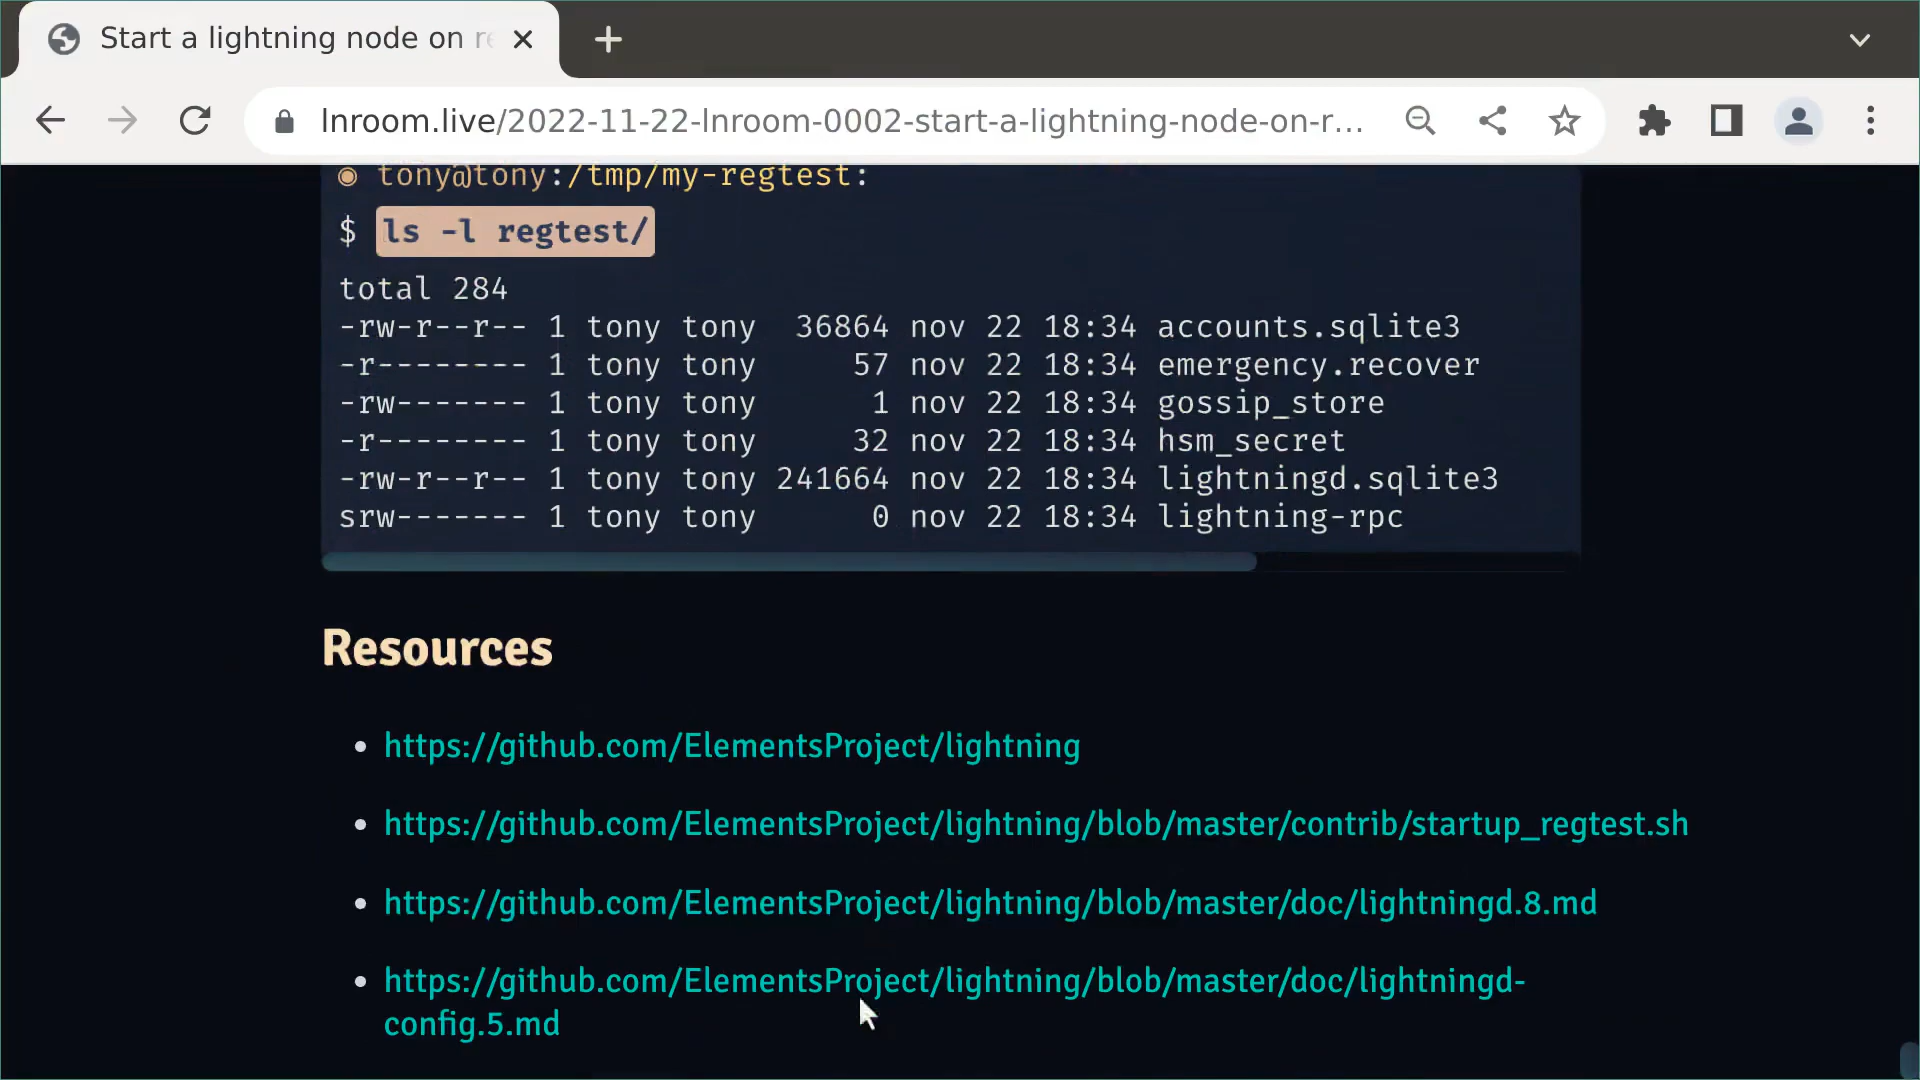 Start a lightning node on re
lnroom.live/2022-11-22-lnroom-0002-start-a-lightning-node-on-r...
tony@tony:/tmp/my-regtest:
$ ls -l regtest/
total 284
-rw-r--r-- 1 tony tony  36864 nov 22 18:34 accounts.sqlite3
-r-------- 1 tony tony     57 nov 22 18:34 emergency.recover
-rw------- 1 tony tony      1 nov 22 18:34 gossip_store
-r-------- 1 tony tony     32 nov 22 18:34 hsm_secret
-rw-r--r-- 1 tony tony 241664 nov 22 18:34 lightningd.sqlite3
srw------- 1 tony tony      0 nov 22 18:34 lightning-rpc
Resources
• https://github.com/ElementsProject/lightning
• https://github.com/ElementsProject/lightning/blob/master/contrib/startup_regtest.sh
• https://github.com/ElementsProject/lightning/blob/master/doc/lightningd.8.md
• https://github.com/ElementsProject/lightning/blob/master/doc/lightningd-
config.5.md